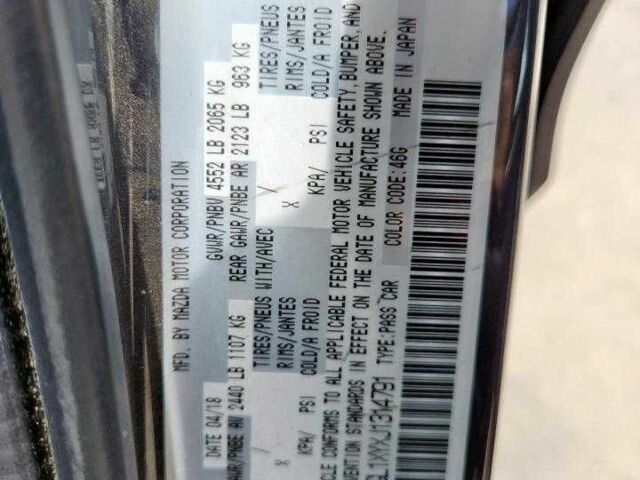 MFD. BY MAZDA MOTOR CORPORATION
DATE 04/18 GVWR/PNBV 4552 LB 2065 KG
GAWR/PNBE AV 2440 LB 1107 KG REAR GAWR/PNBE AR 2123 LB 963 KG
TIRES/PNEUS WITH/AVEC / TIRES/PNEUS
RIMS/JANTES X RIMS/JANTES
KPA/ PSI COLD/A FROID KPA/ PSI COLD/A FROID
CONFORMS TO ALL APPLICABLE FEDERAL MOTOR VEHICLE SAFETY, BUMPER, AND
STANDARDS IN EFFECT ON THE DATE OF MANUFACTURE SHOWN ABOVE.
COLOR CODE:46G MADE IN JAPAN
1XYXJ1314791 TYPE:PASS CAR